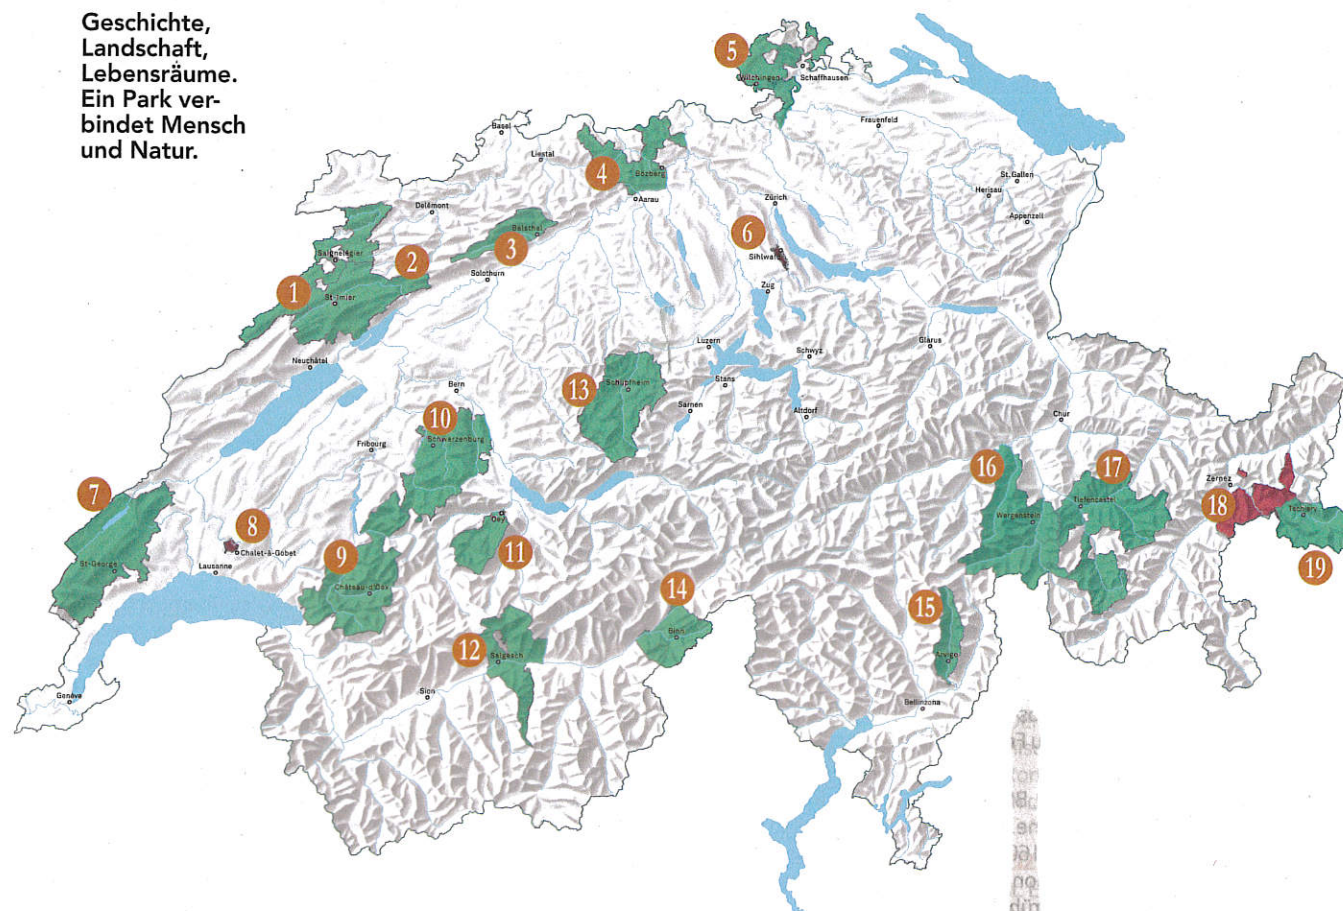 Geschichte,
Landschaft,
Lebensräume.
Ein Park ver-
bindet Mensch
und Natur.
5
Wilchingen
Schaffhausen
Frauenfeld
Basel
Liestal
4
Bözberg
Aarau
St.Gallen
Herisau
Appenzell
Delémont
Zürich
Balsthal
3
6
Sihlwald
Saignelégier
2
Solothurn
Zug
1
St-Imier
Neuchâtel
Luzern
Schwyz
Glarus
Stans
Bern
13
Schüpfheim
Sarnen
Altdorf
Chur
10
Schwarzenburg
Fribourg
16
17
Zernez
7
18
Tiefencastel
Tschierv
Wergenstein
Oey
8
Chalet-à-Gobet
9
11
St-George
Lausanne
19
Château-d'Oex
14
15
Binn
12
Salgesch
Arvigo
Sion
Genève
Bellinzona